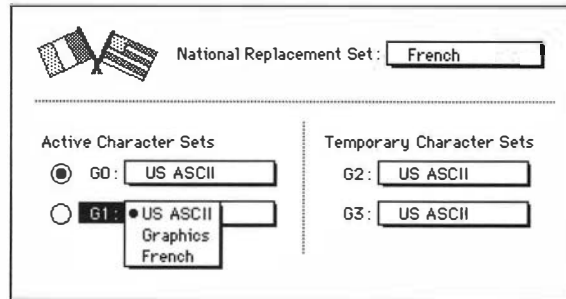 National Replacement Set: French
Active Character Sets
G0: US ASCII
G1: US ASCII
Graphics
French
Temporary Character Sets
G2: US ASCII
G3: US ASCII